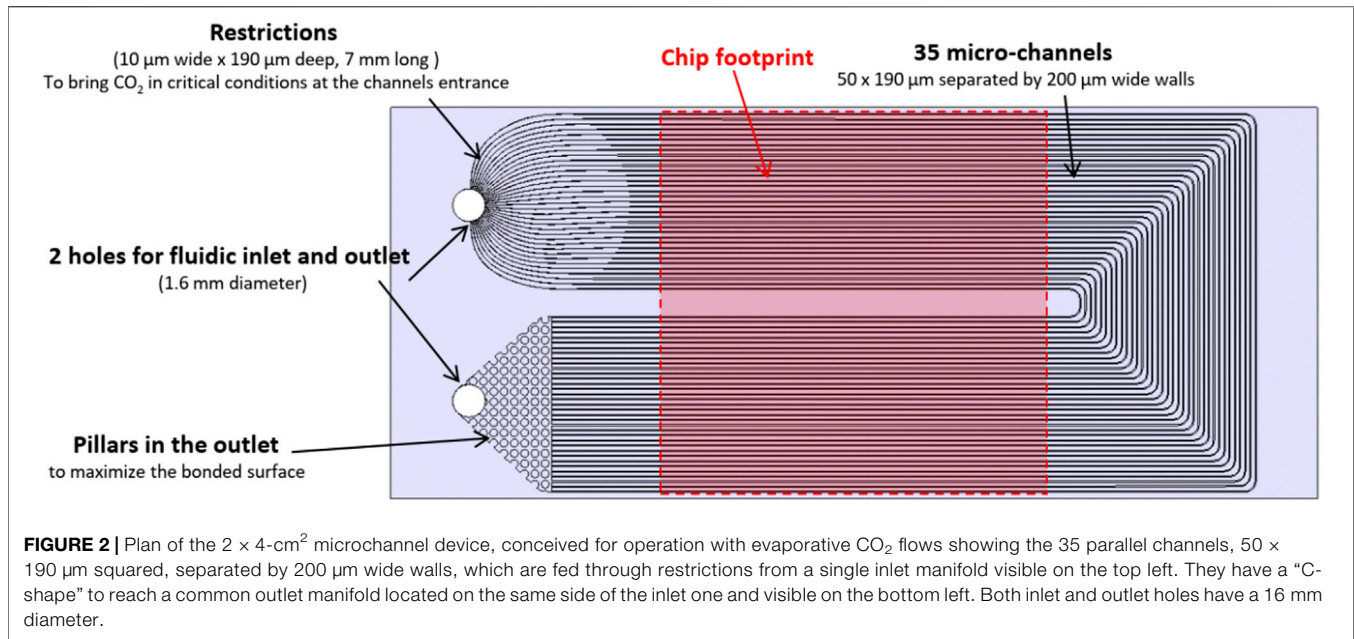 Restrictions
(10 µm wide x 190 µm deep, 7 mm long )
To bring CO₂ in critical conditions at the channels entrance
Chip footprint
35 micro-channels
50 x 190 µm separated by 200 µm wide walls
2 holes for fluidic inlet and outlet
(1.6 mm diameter)
Pillars in the outlet
to maximize the bonded surface
FIGURE 2 | Plan of the 2 × 4-cm² microchannel device, conceived for operation with evaporative CO₂ flows showing the 35 parallel channels, 50 ×
190 µm squared, separated by 200 µm wide walls, which are fed through restrictions from a single inlet manifold visible on the top left. They have a “C-
shape” to reach a common outlet manifold located on the same side of the inlet one and visible on the bottom left. Both inlet and outlet holes have a 16 mm
diameter.